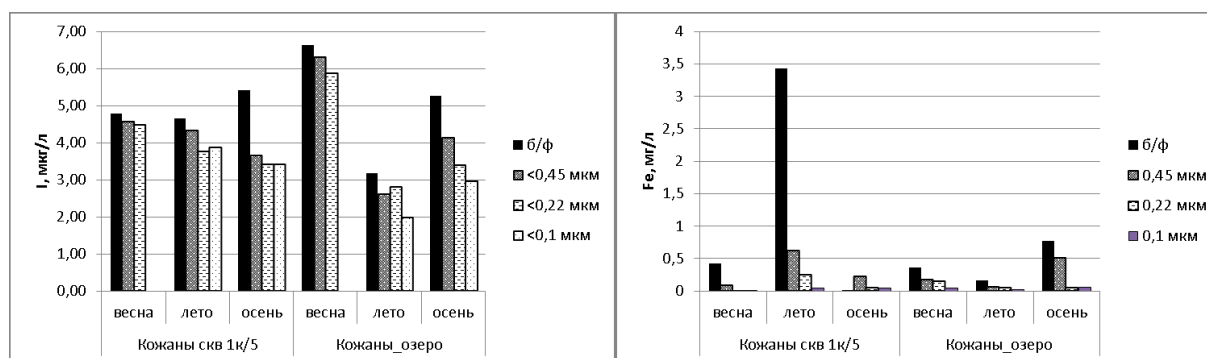 I, мкг/л
7,00
6,00
5,00
4,00
3,00
2,00
1,00
0,00
весна лето осень весна лето осень
Кожаны скв 1к/5 Кожаны_озеро
б/ф
<0,45 мкм
<0,22 мкм
<0,1 мкм
Fe, мг/л
4
3,5
3
2,5
2
1,5
1
0,5
0
весна лето осень весна лето осень
Кожаны скв 1к/5 Кожаны_озеро
б/ф
0,45 мкм
0,22 мкм
0,1 мкм